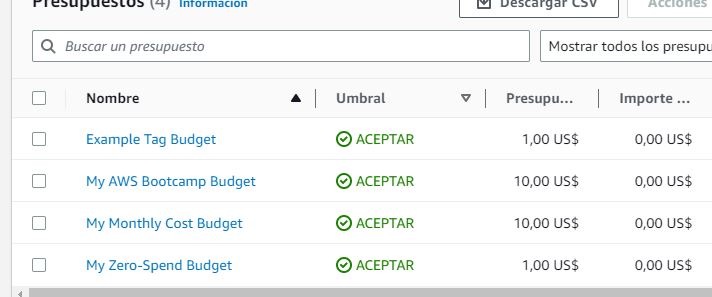 Presupuestos (4) Información
Descargar CSV
Acciones
Buscar un presupuesto
Mostrar todos los presupu
Nombre Umbral Presupu... Importe ...
Example Tag Budget ACEPTAR 1,00 US$ 0,00 US$
My AWS Bootcamp Budget ACEPTAR 10,00 US$ 0,00 US$
My Monthly Cost Budget ACEPTAR 10,00 US$ 0,00 US$
My Zero-Spend Budget ACEPTAR 1,00 US$ 0,00 US$